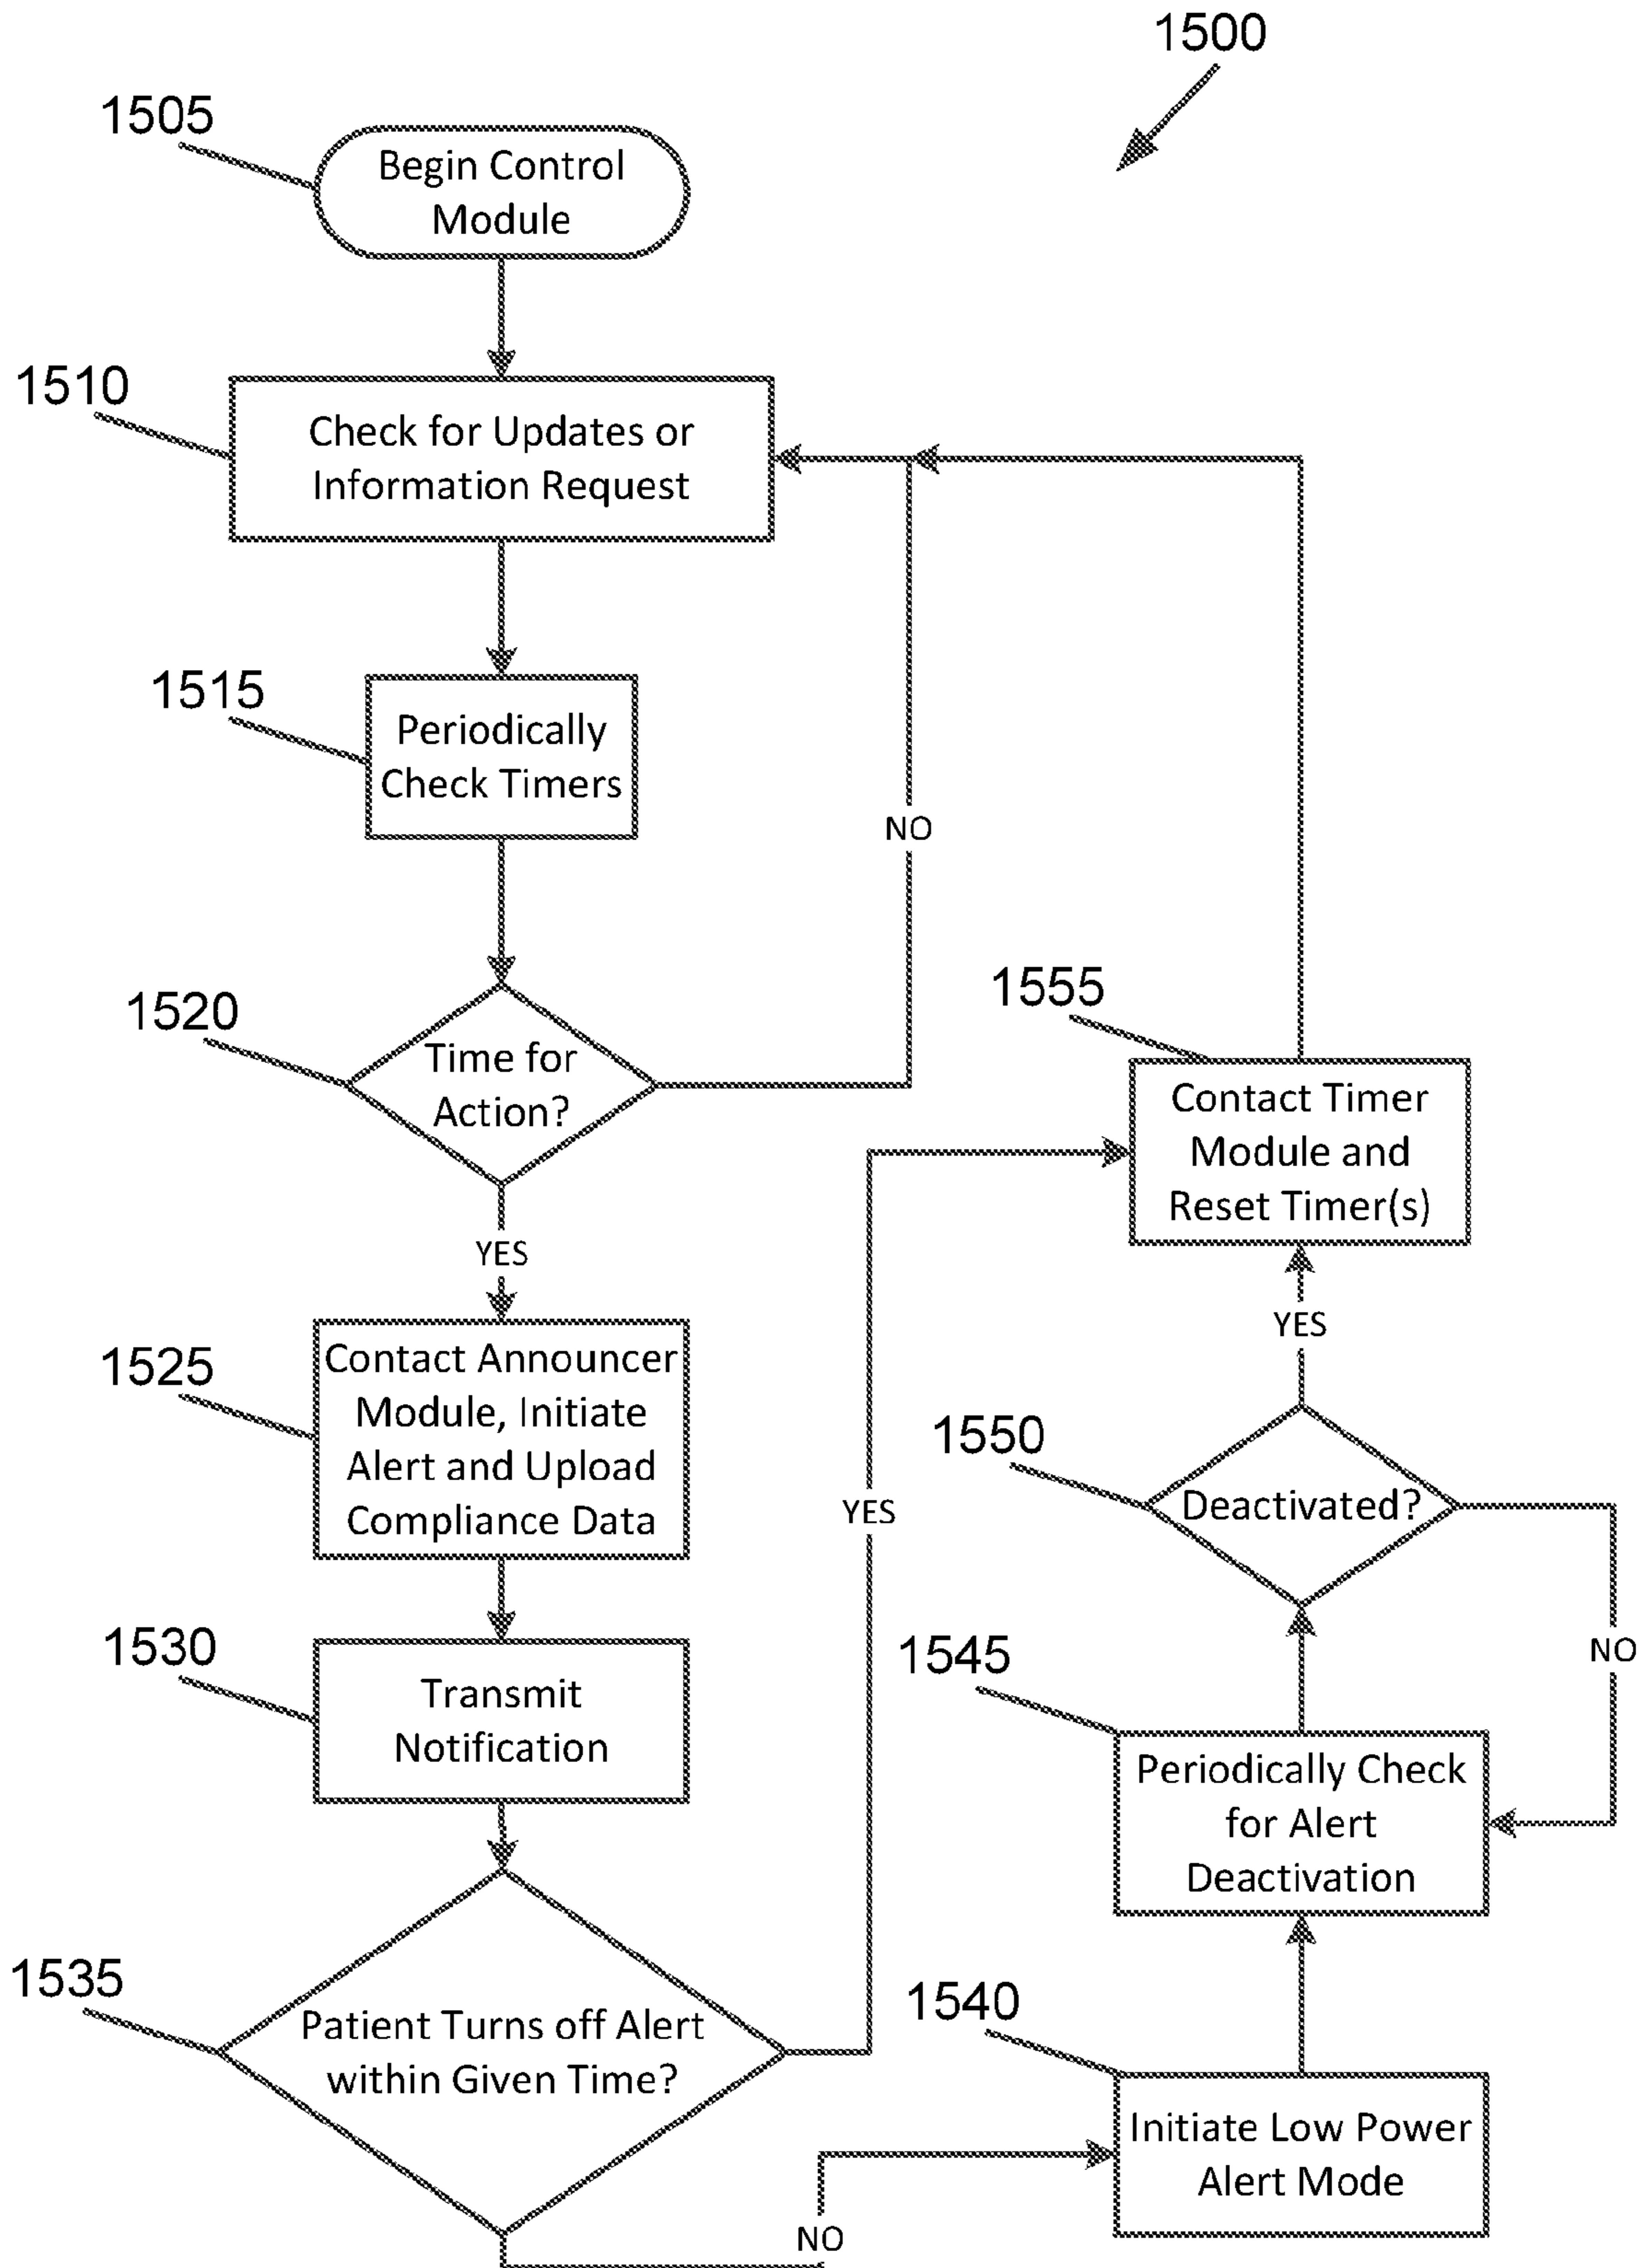 1500
1505
Begin Control
Module
1510
Check for Updates or
Information Request
1515
Periodically
Check Timers
NO
1520
Time for
Action?
YES
1525
Contact Announcer
Module, Initiate
Alert and Upload
Compliance Data
1530
Transmit
Notification
1535
Patient Turns off Alert
within Given Time?
YES
NO
1540
Initiate Low Power
Alert Mode
1545
Periodically Check
for Alert
Deactivation
1550
Deactivated?
NO
YES
1555
Contact Timer
Module and
Reset Timer(s)